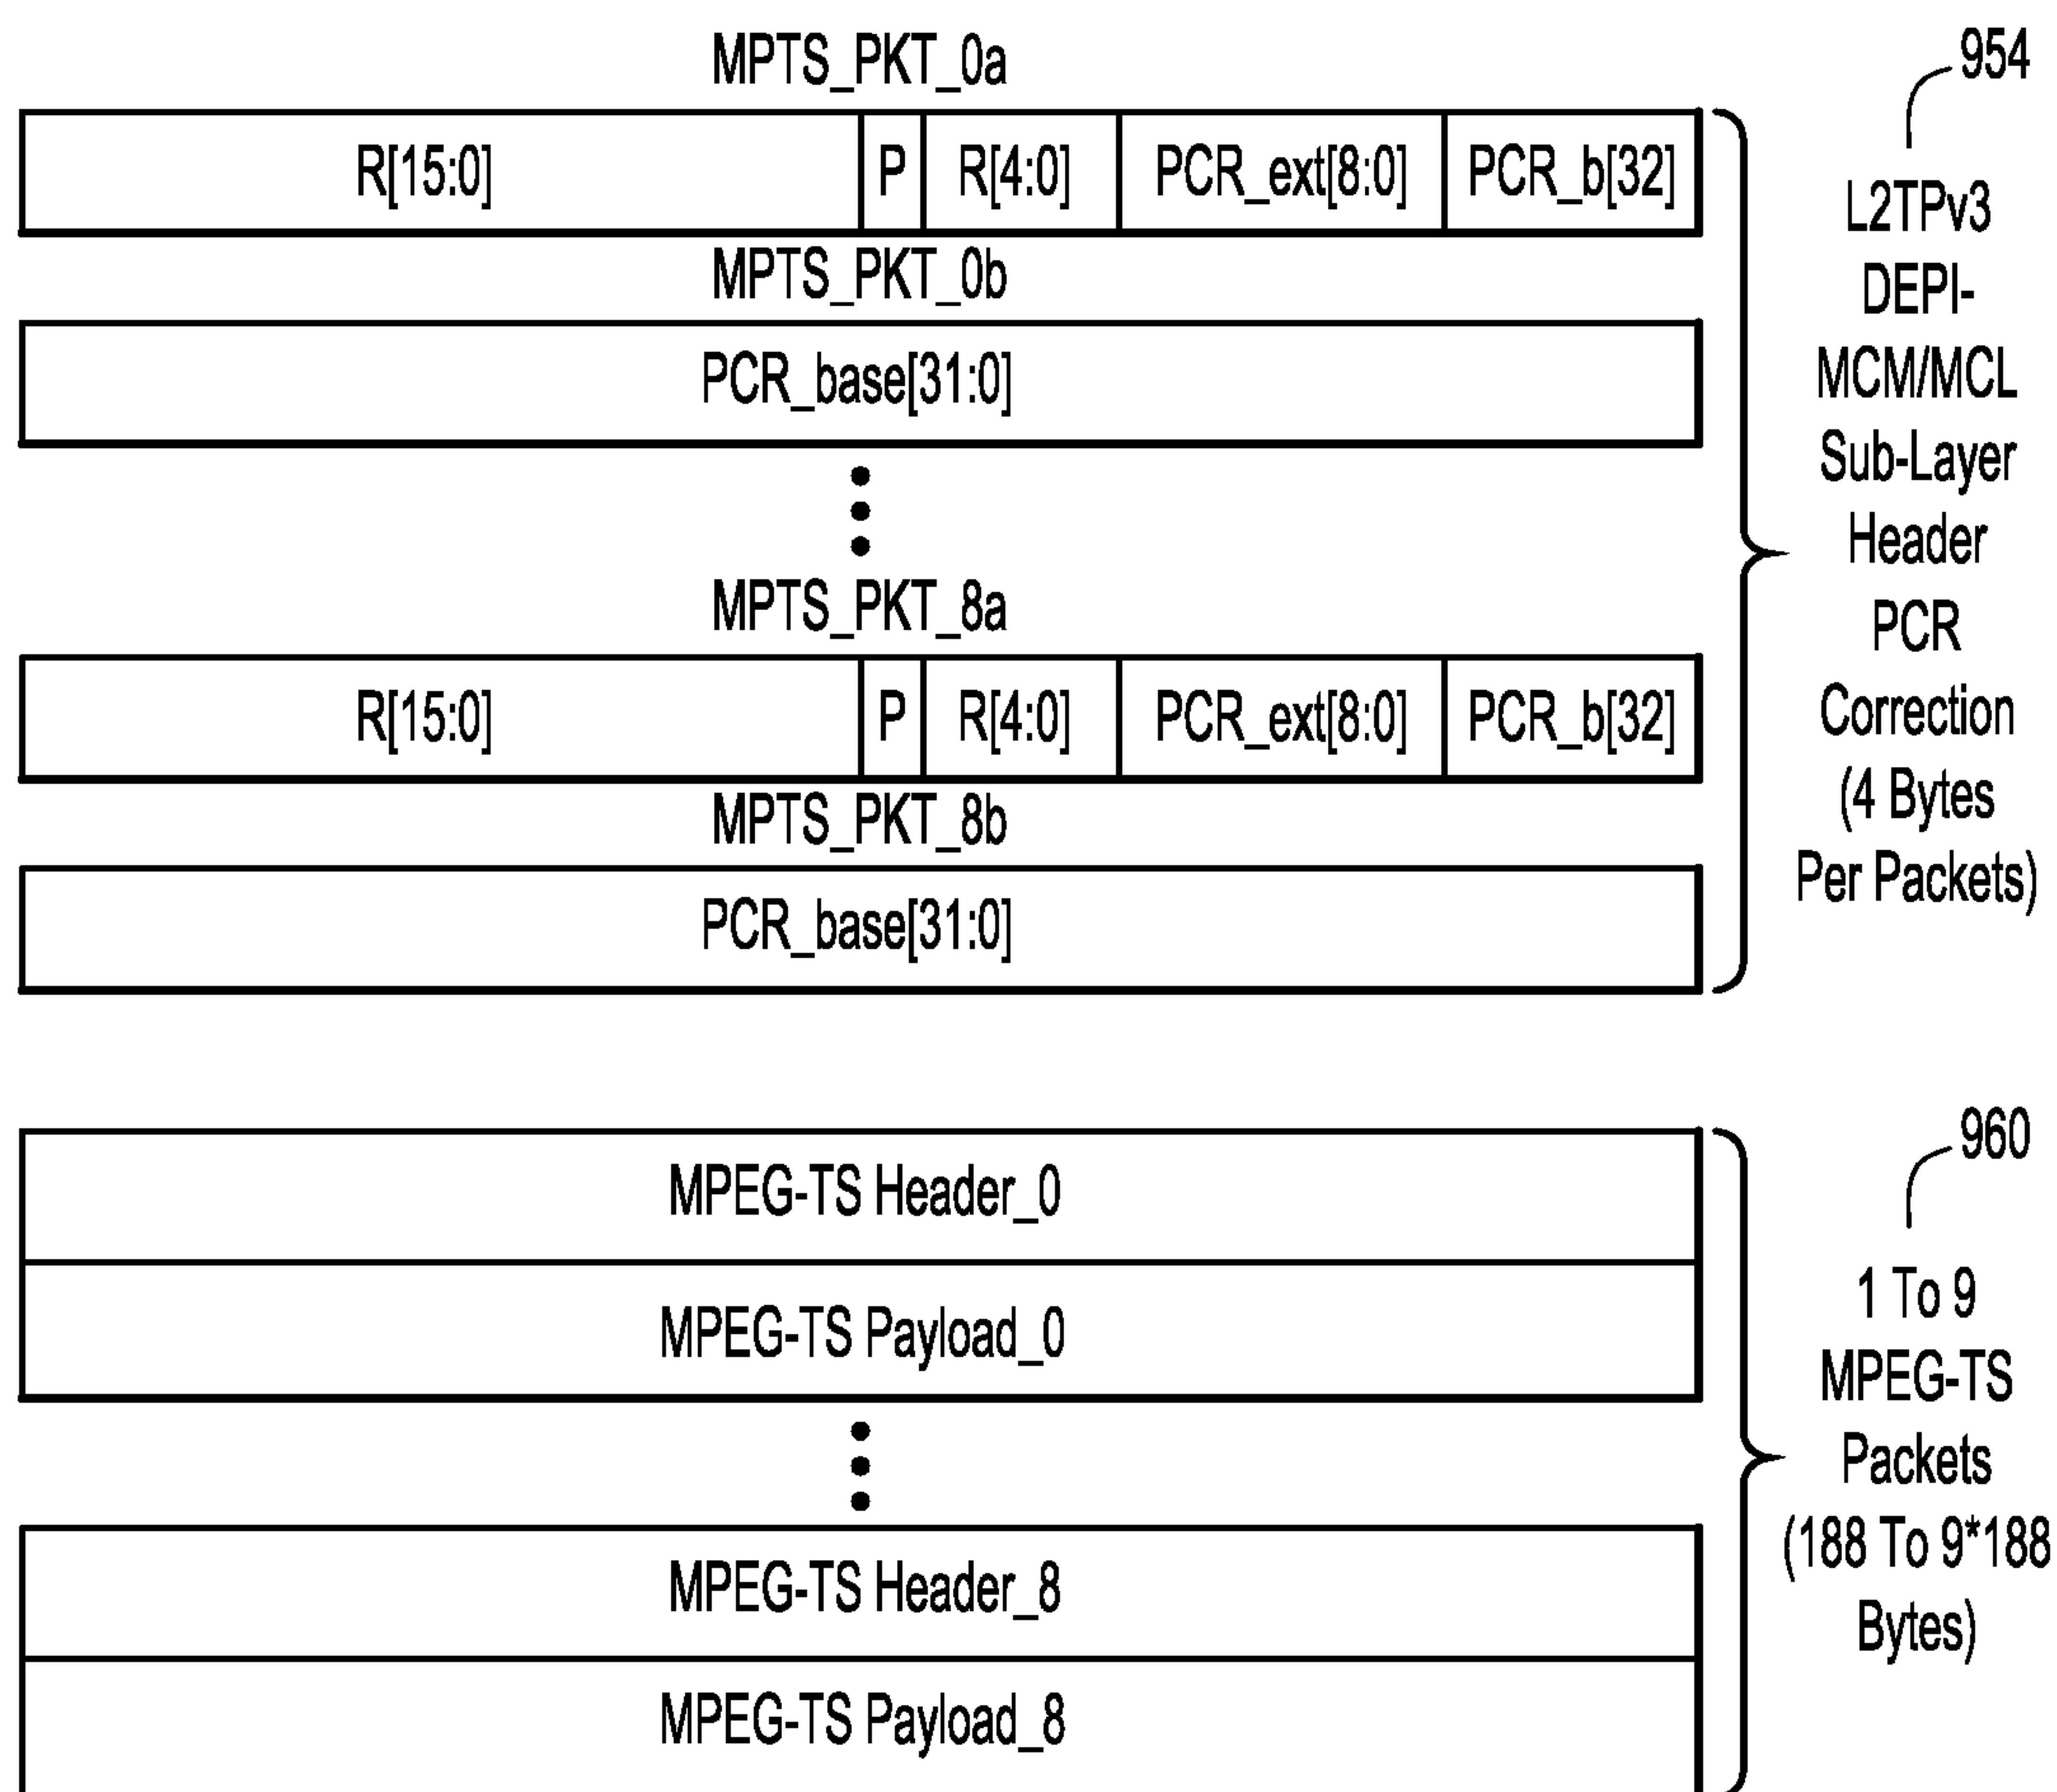 MPTS_PKT_0a
R[15:0] P R[4:0] PCR_ext[8:0] PCR_b[32]
MPTS_PKT_0b
PCR_base[31:0]
MPTS_PKT_8a
R[15:0] P R[4:0] PCR_ext[8:0] PCR_b[32]
MPTS_PKT_8b
PCR_base[31:0]
954
L2TPv3
DEPI-
MCM/MCL
Sub-Layer
Header
PCR
Correction
(4 Bytes
Per Packets)
MPEG-TS Header_0
MPEG-TS Payload_0
MPEG-TS Header_8
MPEG-TS Payload_8
960
1 To 9
MPEG-TS
Packets
(188 To 9*188
Bytes)